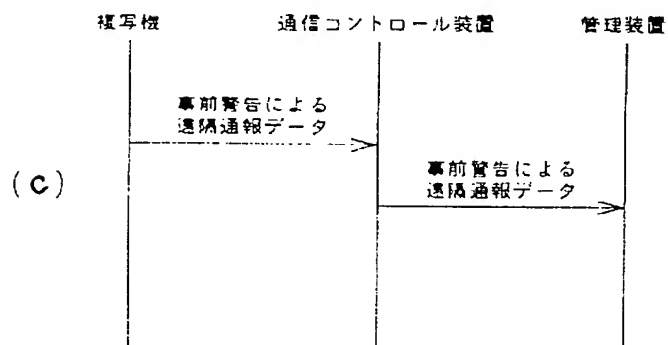 複写機 通信コントロール装置 管理装置
事前警告による
遠隔通報データ
(C)
事前警告による
遠隔通報データ